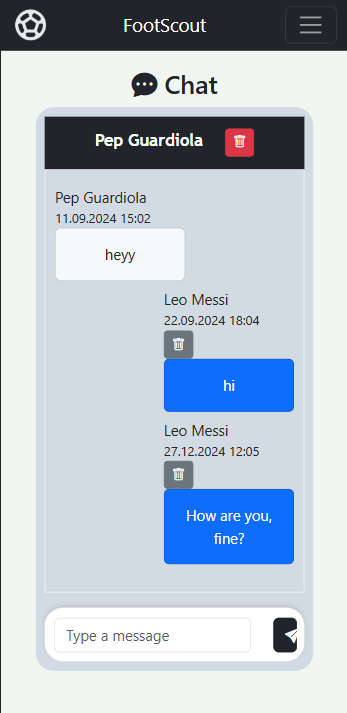 FootScout
Chat
Pep Guardiola
Pep Guardiola
11.09.2024 15:02
heyy
Leo Messi
22.09.2024 18:04
hi
Leo Messi
27.12.2024 12:05
How are you,
fine?
Type a message